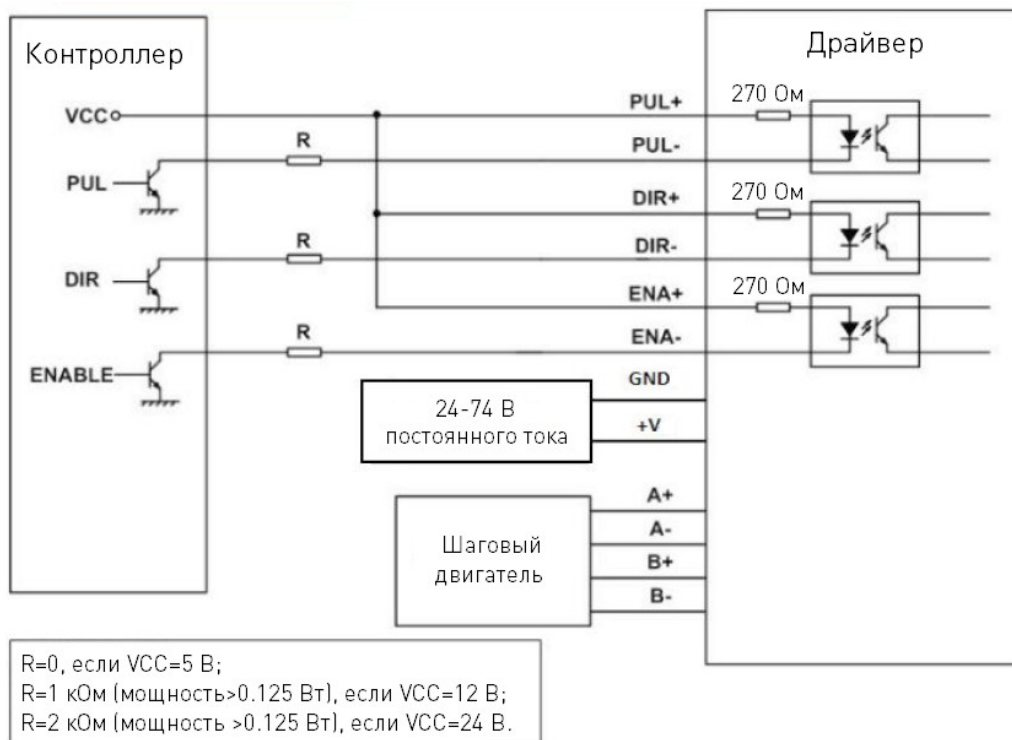 Контроллер
Драйвер
VCC
PUL+
270 Ом
R
PUL-
PUL
DIR+
270 Ом
R
DIR-
DIR
ENA+
270 Ом
R
ENA-
ENABLE
GND
24-74 В
постоянного тока
+V
A+
A-
Шаговый
двигатель
B+
B-
R=0, если VCC=5 В;
R=1 кОм (мощность>0.125 Вт), если VCC=12 В;
R=2 кОм (мощность >0.125 Вт), если VCC=24 В.